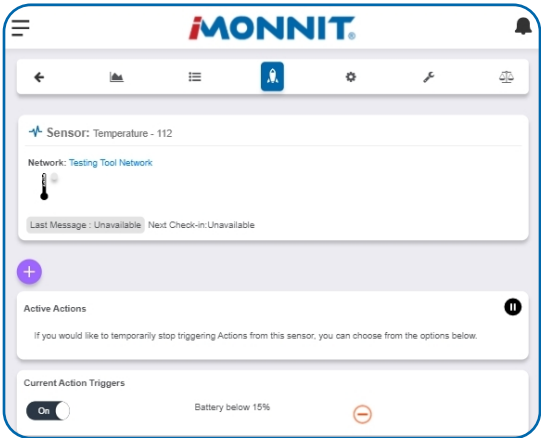 iMONNIT®
Sensor: Temperature - 112
Network: Testing Tool Network
Last Message : Unavailable Next Check-in:Unavailable
Active Actions
If you would like to temporarily stop triggering Actions from this sensor, you can choose from the options below.
Current Action Triggers
On Battery below 15%